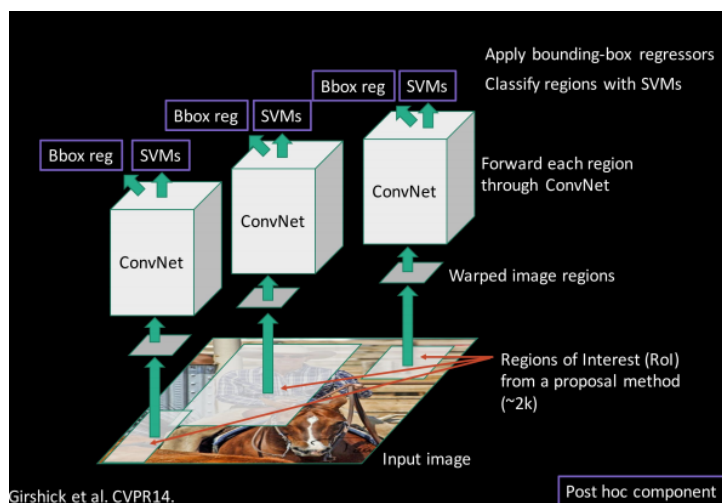 Apply bounding-box regressors
Bbox reg
SVMs
Classify regions with SVMs
Bbox reg
SVMs
Bbox reg
SVMs
Forward each region
through ConvNet
ConvNet
ConvNet
ConvNet
Warped image regions
Regions of Interest (RoI)
from a proposal method
(~2k)
Input image
Girshick et al. CVPR14.
Post hoc component